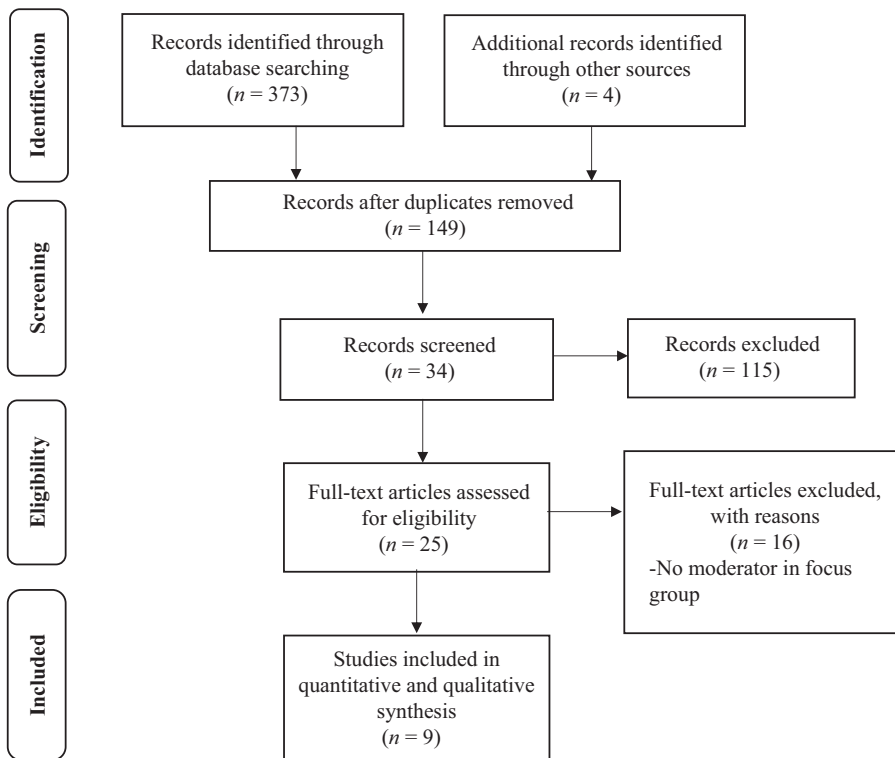 Identification
Records identified through
database searching
(n = 373)
Additional records identified
through other sources
(n = 4)
Records after duplicates removed
(n = 149)
Screening
Records screened
(n = 34)
Records excluded
(n = 115)
Eligibility
Full-text articles assessed
for eligibility
(n = 25)
Full-text articles excluded,
with reasons
(n = 16)
-No moderator in focus
group
Included
Studies included in
quantitative and qualitative
synthesis
(n = 9)